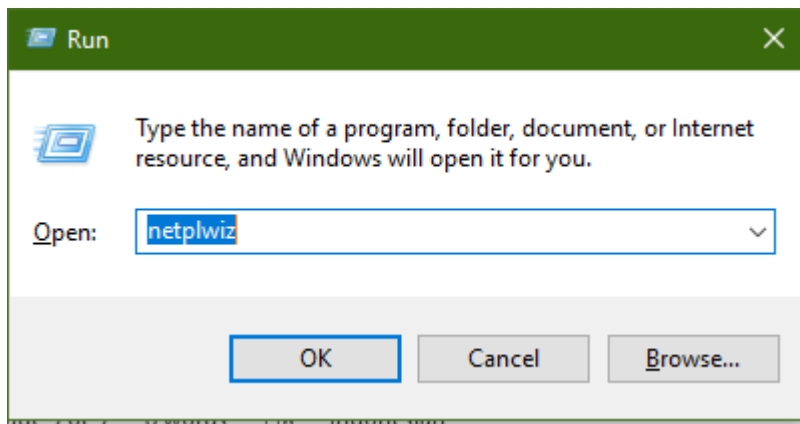 Run
Type the name of a program, folder, document, or Internet
resource, and Windows will open it for you.
Open: netplwiz
OK Cancel Browse...